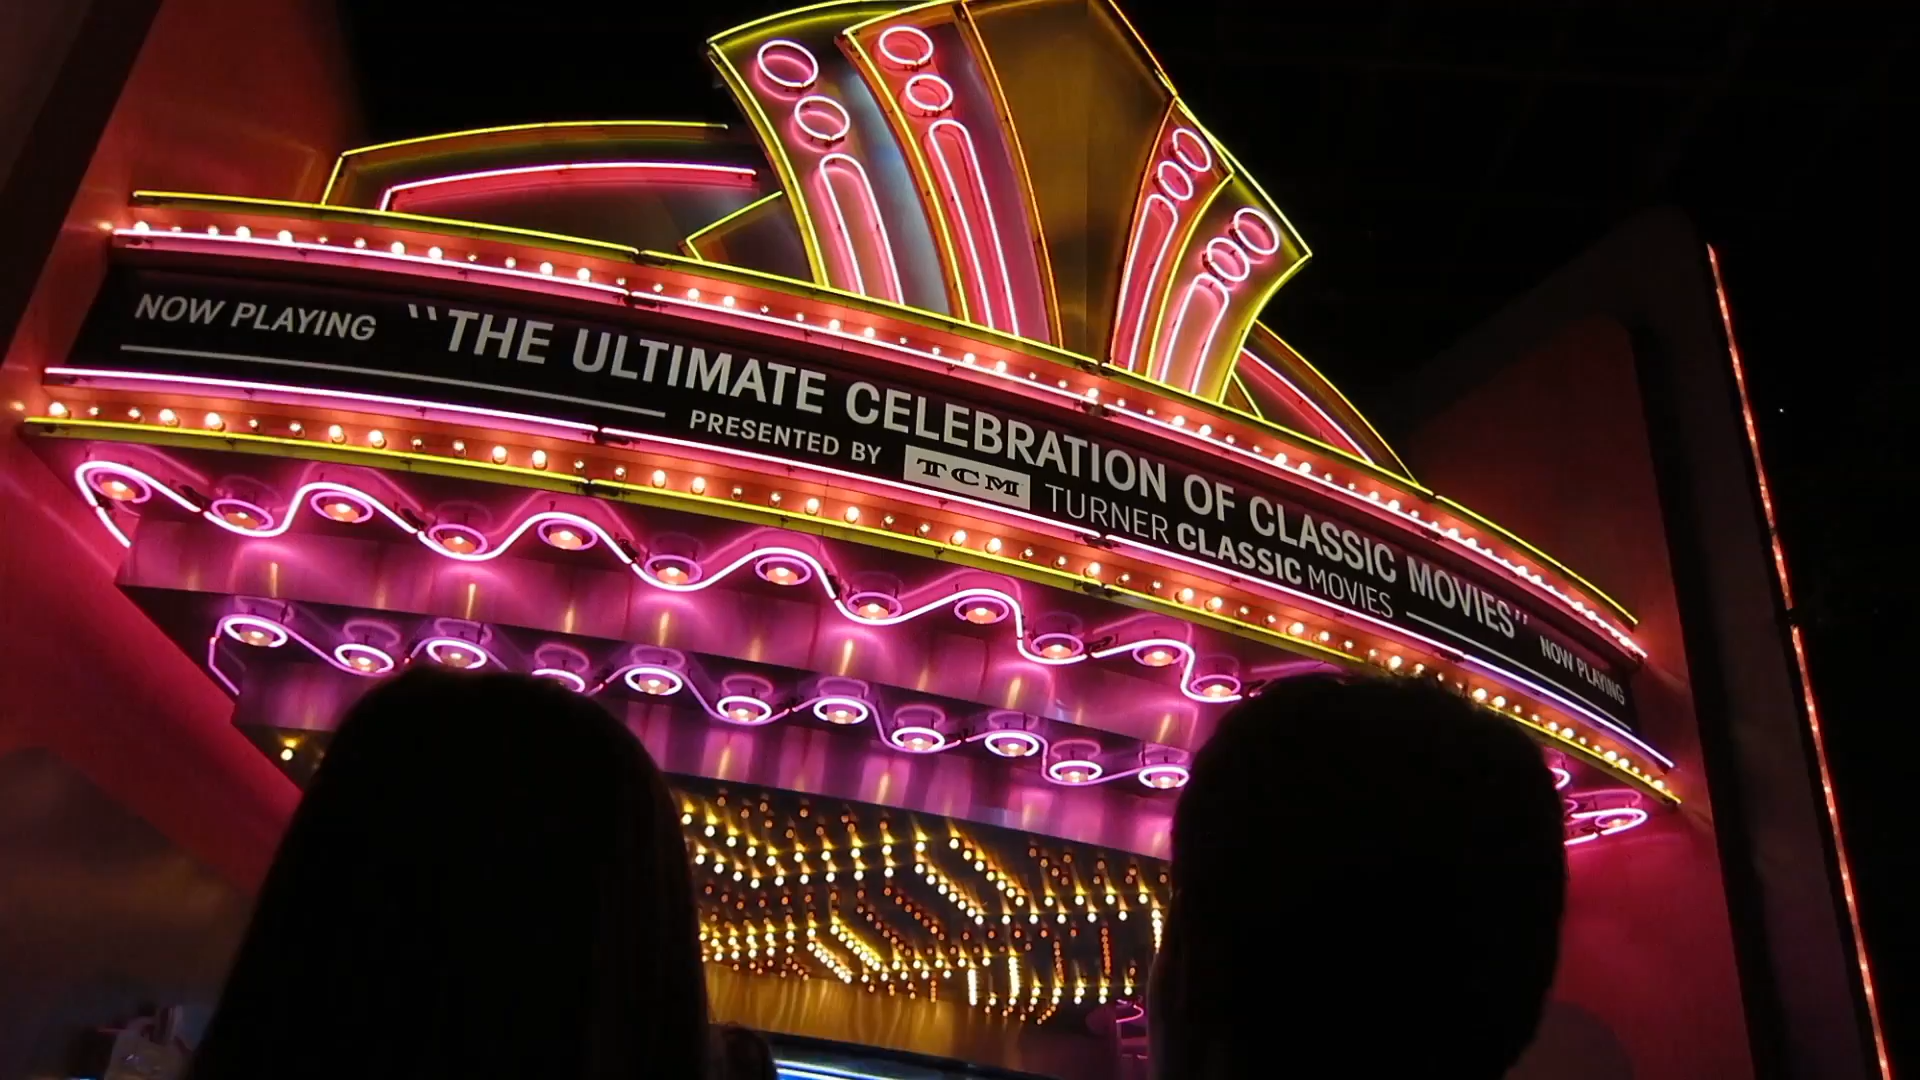 NOW PLAYING "THE ULTIMATE CELEBRATION OF CLASSIC MOVIES" NOW PLAYING
PRESENTED BY TCM TURNER CLASSIC MOVIES